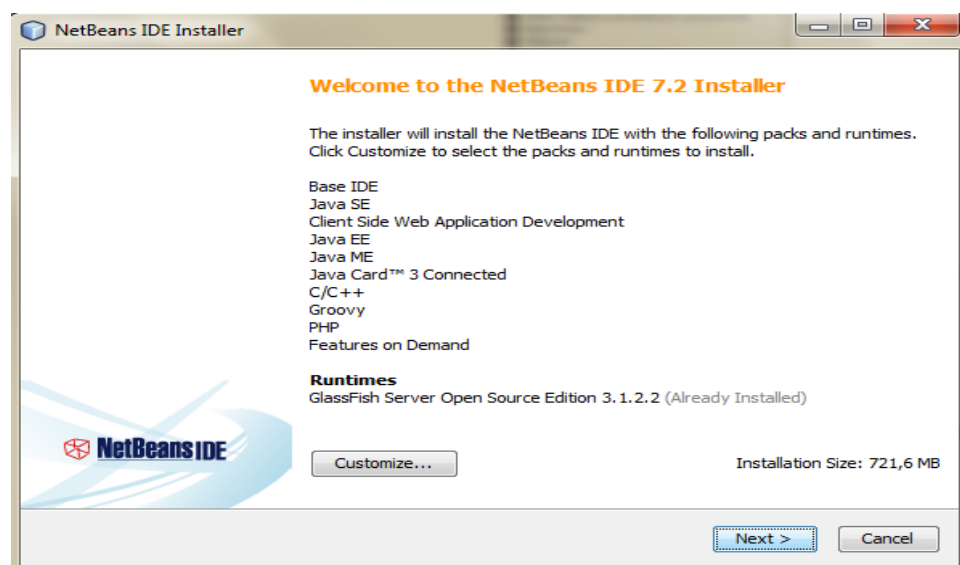 NetBeans IDE Installer
Welcome to the NetBeans IDE 7.2 Installer
The installer will install the NetBeans IDE with the following packs and runtimes.
Click Customize to select the packs and runtimes to install.
Base IDE
Java SE
Client Side Web Application Development
Java EE
Java ME
Java Card™ 3 Connected
C/C++
Groovy
PHP
Features on Demand
Runtimes
GlassFish Server Open Source Edition 3.1.2.2 (Already Installed)
NetBeans IDE
Customize...
Installation Size: 721,6 MB
Next >
Cancel